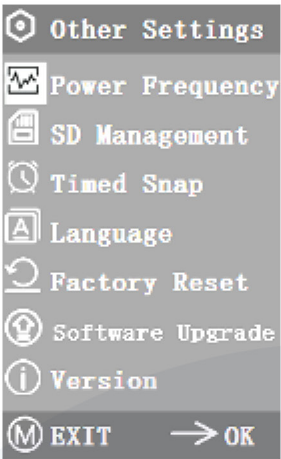 Other Settings
Power Frequency
SD Management
Timed Snap
A Language
Factory Reset
Software Upgrade
i Version
M EXIT → OK